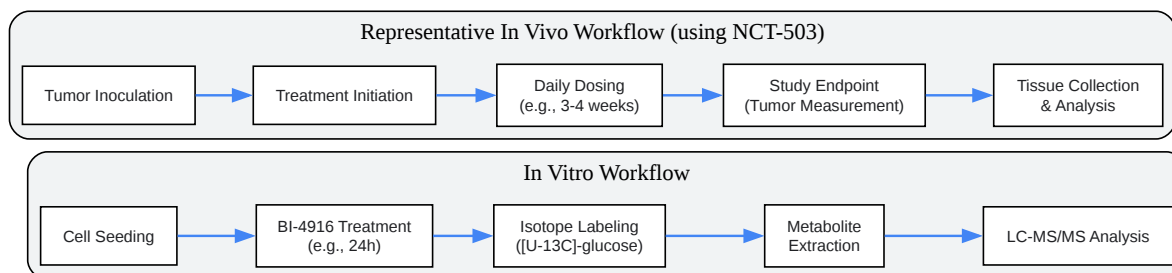 Representative In Vivo Workflow (using NCT-503)
Tumor Inoculation
Treatment Initiation
Daily Dosing
(e.g., 3-4 weeks)
Study Endpoint
(Tumor Measurement)
Tissue Collection
& Analysis
In Vitro Workflow
Cell Seeding
BI-4916 Treatment
(e.g., 24h)
Isotope Labeling
([U-13C]-glucose)
Metabolite
Extraction
LC-MS/MS Analysis